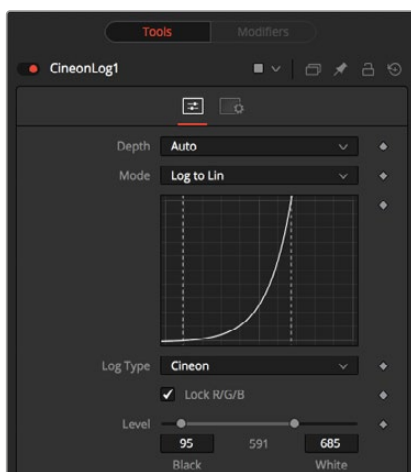 Tools Modifiers
CineonLog1
Depth Auto
Mode Log to Lin
Log Type Cineon
Lock R/G/B
Level
95 591 685
Black White